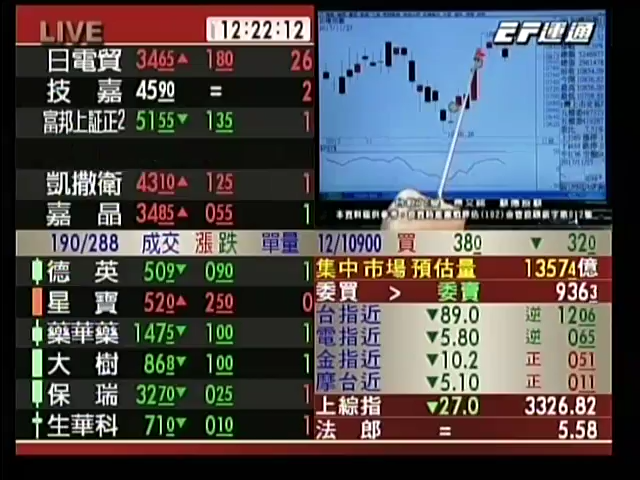 LIVE 12:22:12
EF運通
日電貿 3465▲ 180 26
技嘉 4590 = 2
富邦上証正2 5155▼ 135 1
凱撒衛 4310▲ 125 1
嘉晶 3485▲ 055 1
190/288 成交 漲跌 單量
德英 509▼ 090 1
星寶 520▲ 250 0
藥華藥 1475▼ 100 1
大樹 868▼ 100 1
保瑞 3270▼ 025 1
生華科 710▼ 010 1
12/10900 買 380 ▼ 320
集中市場預估量 13574億
委買 > 委賣 9363
台指近 ▼89.0 逆 1206
電指近 ▼5.80 逆 065
金指近 ▼10.2 正 051
摩台近 ▼5.10 正 011
上綜指 ▼27.0 3326.82
法郎 = 5.58